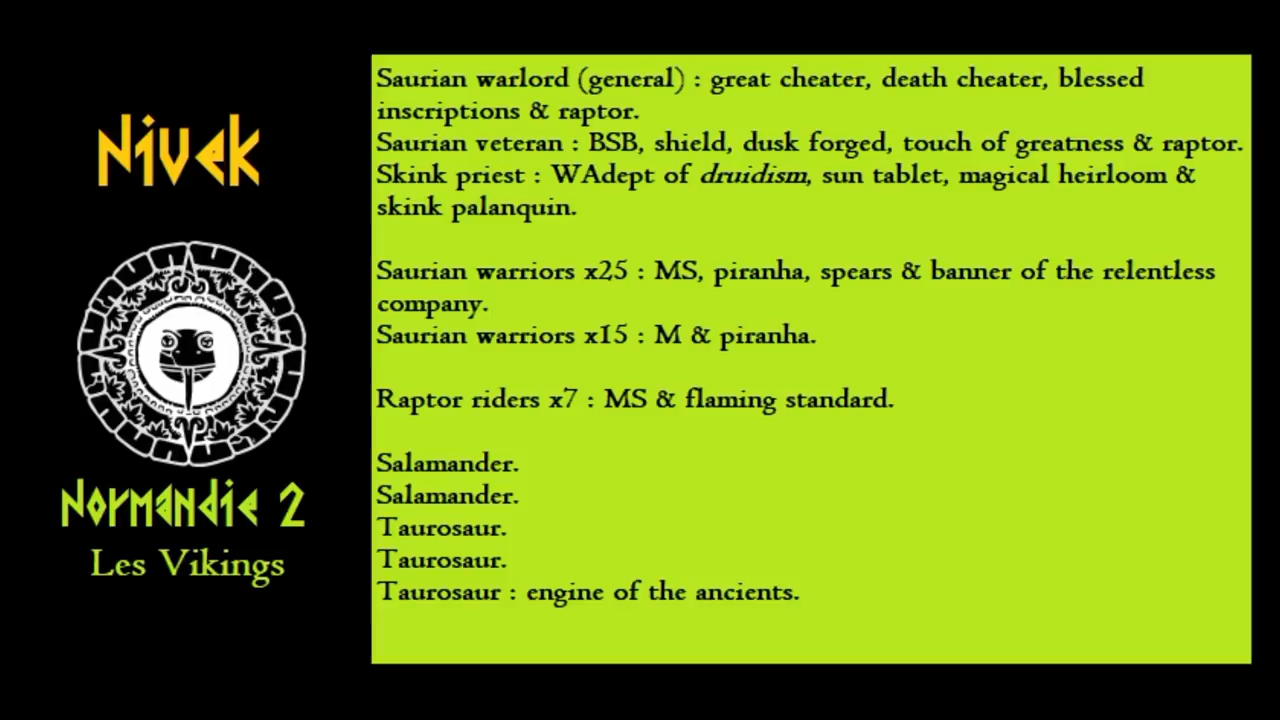 Nivek
Normandie 2
Les Vikings
Saurian warlord (general) : great cheater, death cheater, blessed
inscriptions & raptor.
Saurian veteran : BSB, shield, dusk forged, touch of greatness & raptor.
Skink priest : WAdept of druidism, sun tablet, magical heirloom &
skink palanquin.
Saurian warriors x25 : MS, piranha, spears & banner of the relentless
company.
Saurian warriors x15 : M & piranha.
Raptor riders x7 : MS & flaming standard.
Salamander.
Salamander.
Taurosaur.
Taurosaur.
Taurosaur : engine of the ancients.